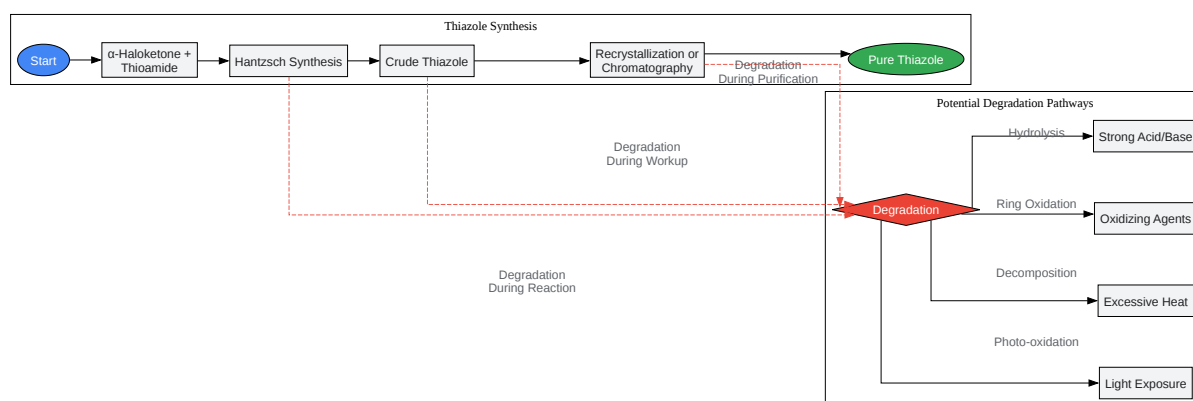 Thiazole Synthesis
Start
α-Haloketone +
Thioamide
Hantzsch Synthesis
Crude Thiazole
Recrystallization or
Chromatography
Pure Thiazole
Degradation
During Purification
Potential Degradation Pathways
Hydrolysis
Strong Acid/Base
Degradation
During Workup
Degradation
Ring Oxidation
Oxidizing Agents
Degradation
During Reaction
Decomposition
Excessive Heat
Photo-oxidation
Light Exposure